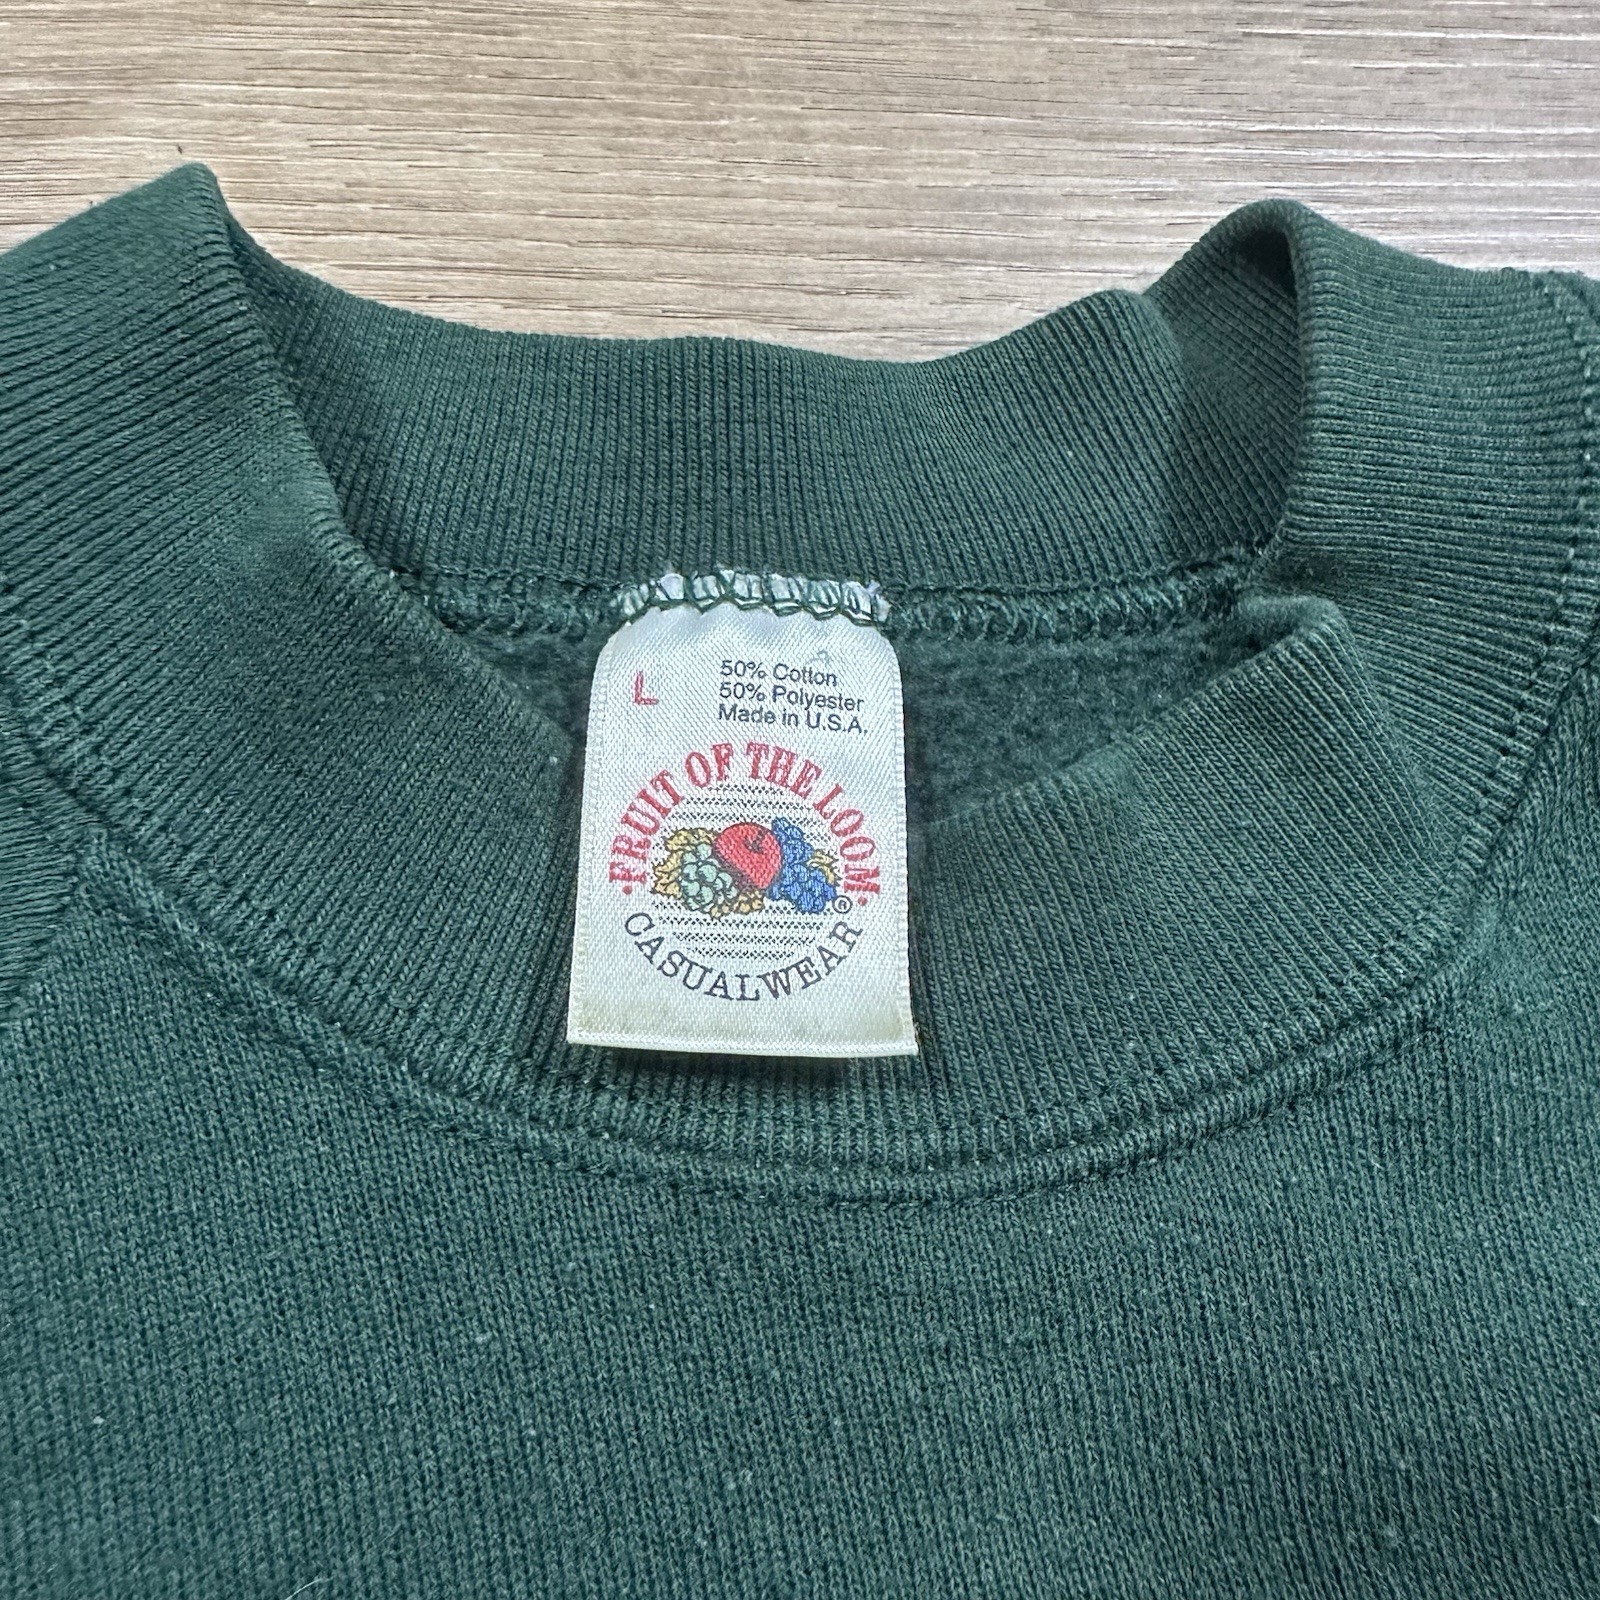 L
50% Cotton
50% Polyester
Made in U.S.A.
FRUIT OF THE LOOM
®
CASUALWEAR